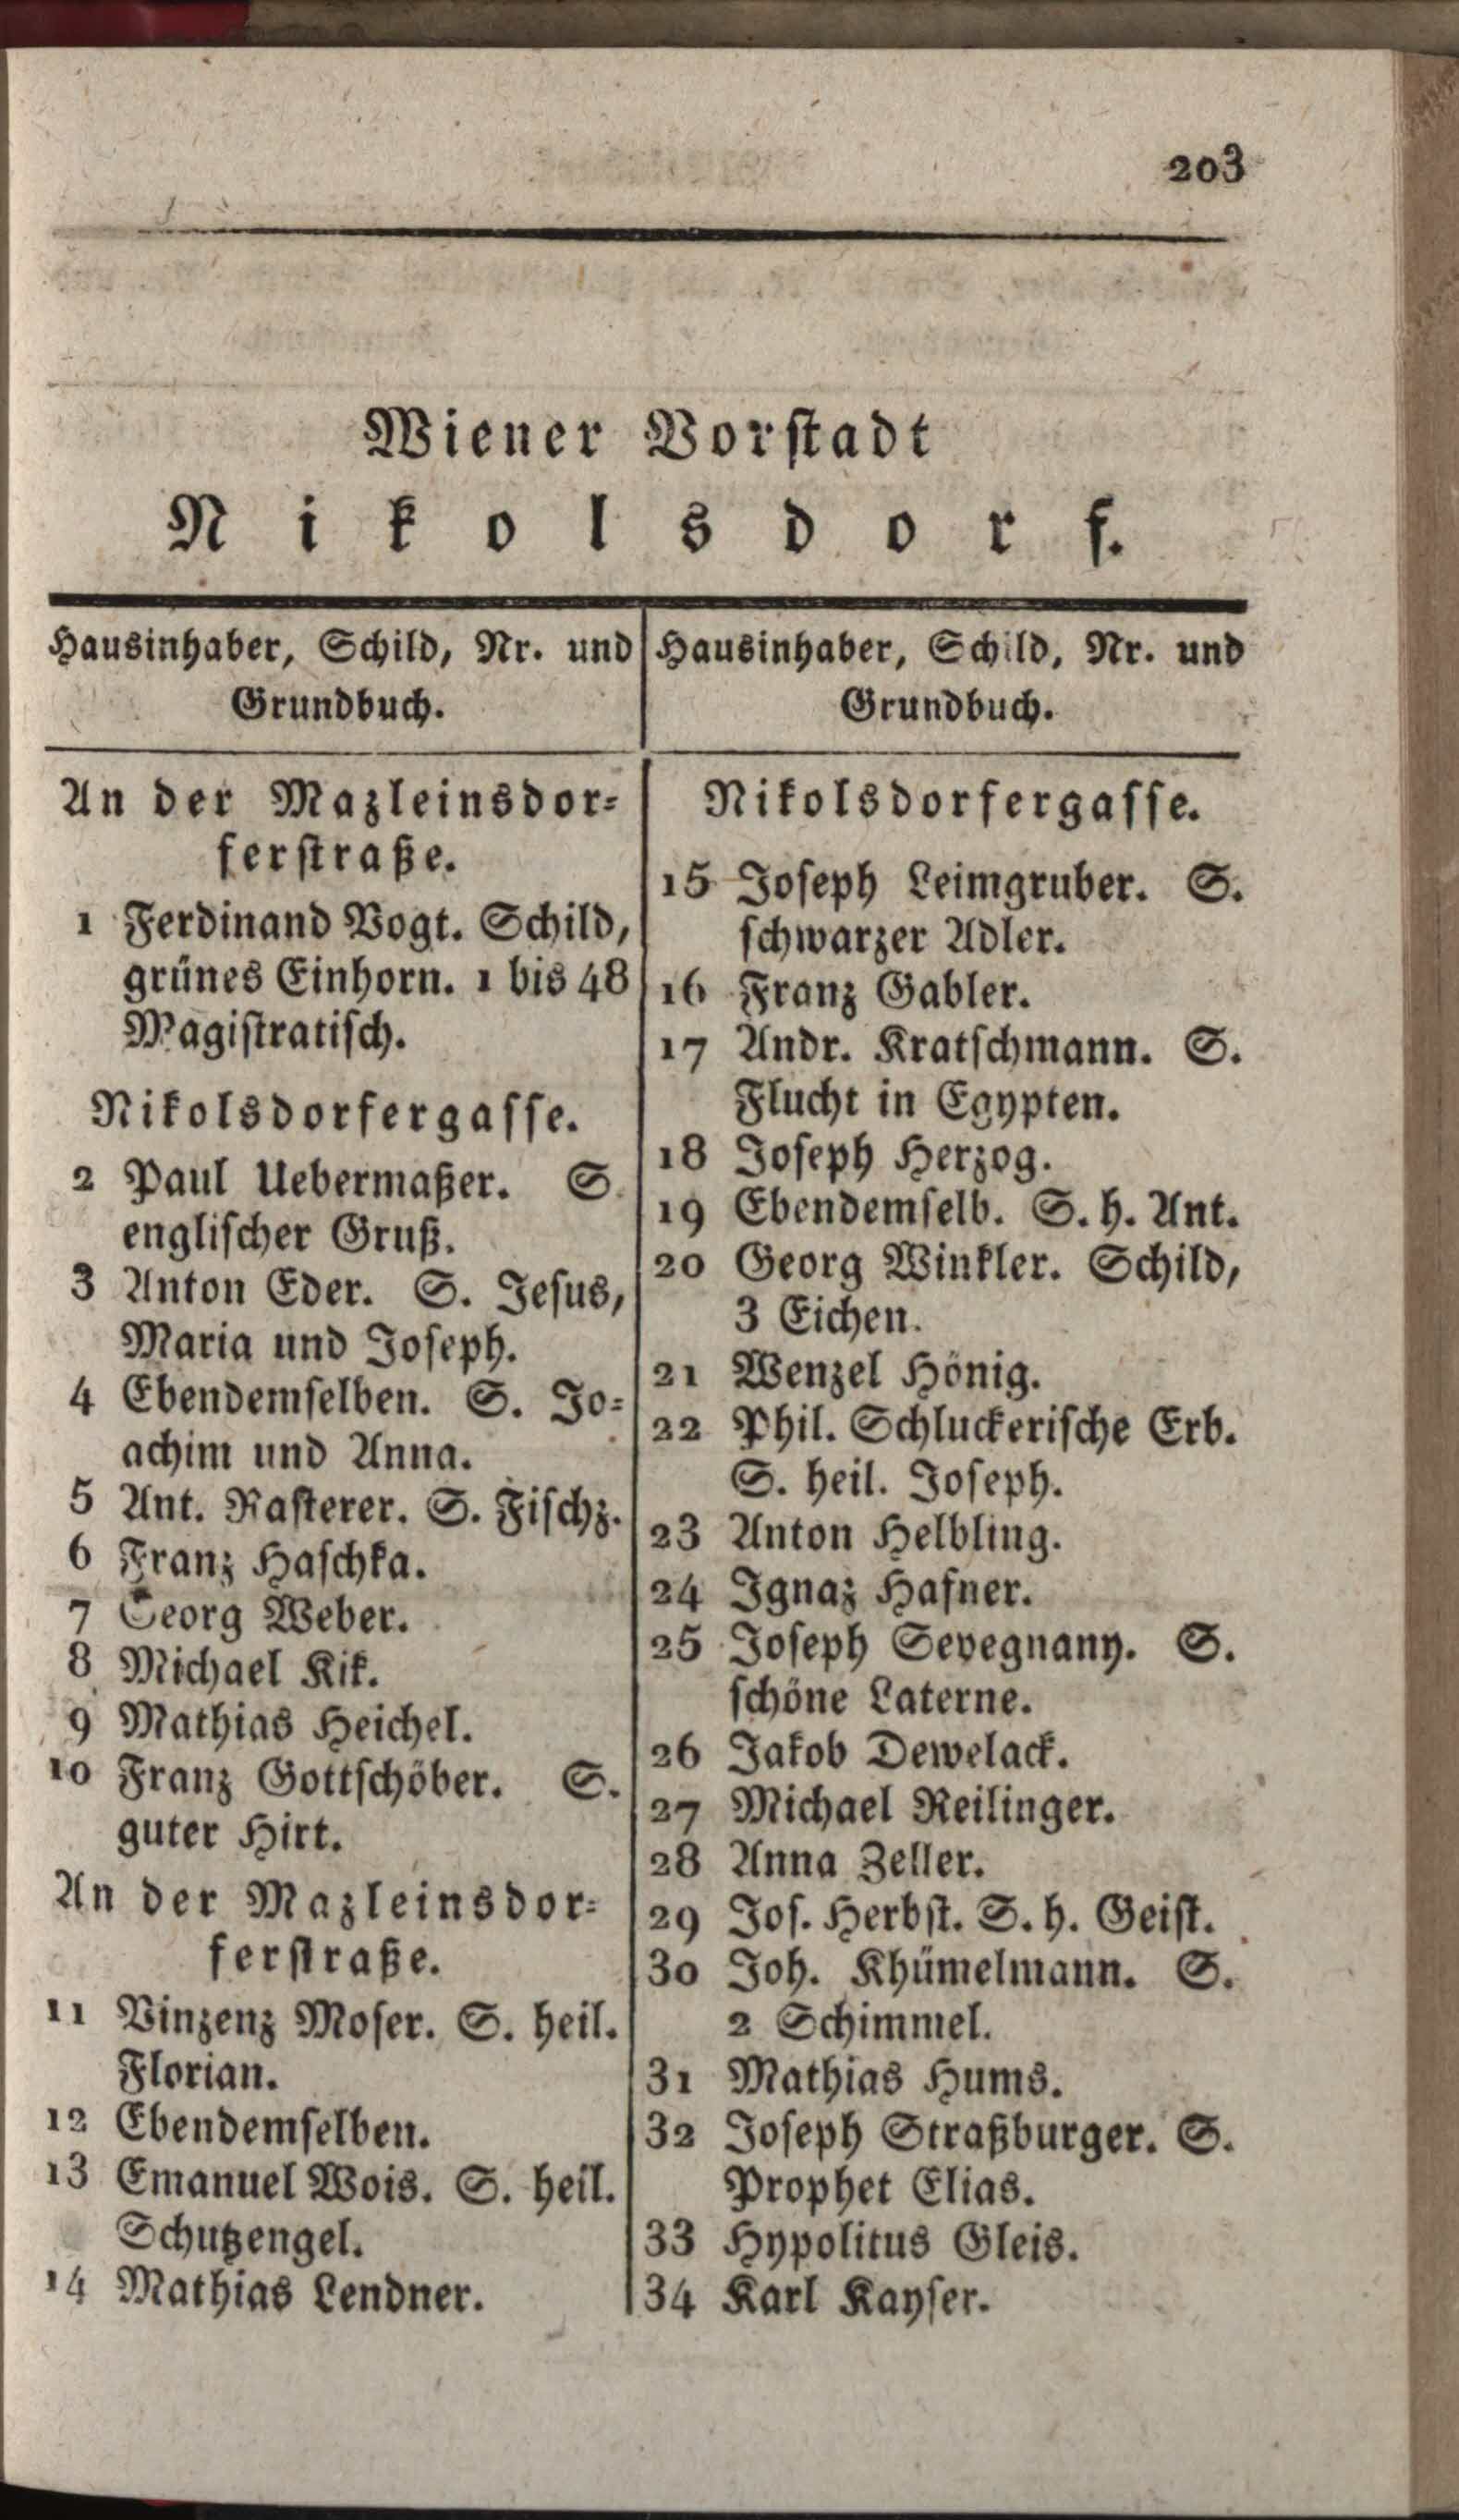 203
Wiener Vorstadt
Nikolsdorf.
Hausinhaber, Schild, Nr. und
Grundbuch.
An der Mazleinsdor-
ferstraße.
1 Ferdinand Vogt. Schild,
grünes Einhorn. 1 bis 48
Magistratisch.
Nikolsdorfergasse.
2 Paul Uebermaßer. S.
englischer Gruß.
3 Anton Eder. S. Jesus,
Maria und Joseph.
4 Ebendemselben. S. Jo-
achim und Anna.
5 Ant. Rasterer. S. Fischz.
6 Franz Haschka.
7 Georg Weber.
8 Michael Kik.
9 Mathias Heichel.
10 Franz Gottschöber. S.
guter Hirt.
An der Mazleinsdor-
ferstraße.
11 Vinzenz Moser. S. heil.
Florian.
12 Ebendemselben.
13 Emanuel Wois. S. heil.
Schutzengel.
14 Mathias Lendner.
Hausinhaber, Schild, Nr. und
Grundbuch.
Nikolsdorfergasse.
15 Joseph Leimgruber. S.
schwarzer Adler.
16 Franz Gabler.
17 Andr. Kratschmann. S.
Flucht in Egypten.
18 Joseph Herzog.
19 Ebendemselb. S. h. Ant.
20 Georg Winkler. Schild,
3 Eichen.
21 Wenzel Hönig.
22 Phil. Schluckerische Erb.
S. heil. Joseph.
23 Anton Helbling.
24 Ignaz Hafner.
25 Joseph Sevegnany. S.
schöne Laterne.
26 Jakob Dewelack.
27 Michael Reilinger.
28 Anna Zeller.
29 Jos. Herbst. S. h. Geist.
30 Joh. Khümelmann. S.
2 Schimmel.
31 Mathias Hums.
32 Joseph Straßburger. S.
Prophet Elias.
33 Hypolitus Gleis.
34 Karl Kayser.